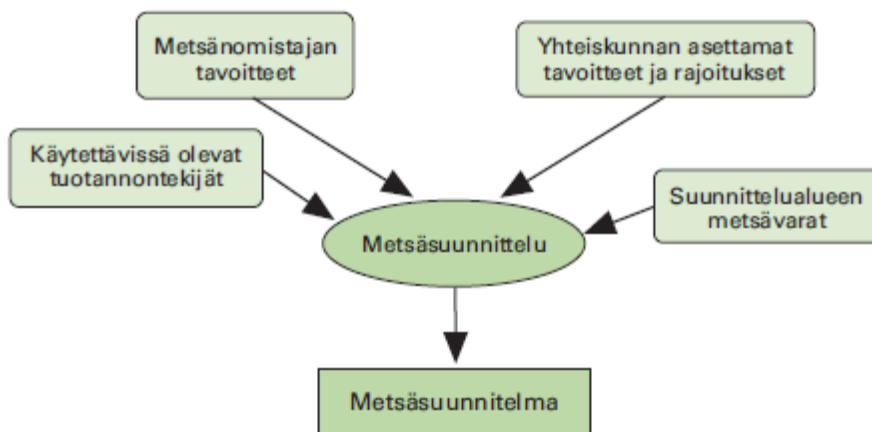 Metsänomistajan
tavoitteet
Yhteiskunnan asettamat
tavoitteet ja rajoitukset
Käytettävissä olevat
tuotannontekijät
Suunnittelualueen
metsävarat
Metsäsuunnittelu
Metsäsuunnitelma